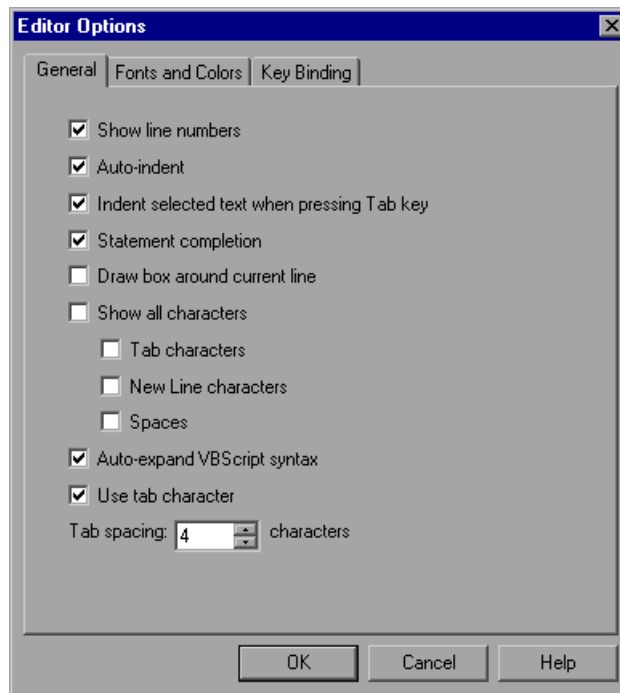 Editor Options
General Fonts and Colors Key Binding
Show line numbers
Auto-indent
Indent selected text when pressing Tab key
Statement completion
Draw box around current line
Show all characters
Tab characters
New Line characters
Spaces
Auto-expand VBScript syntax
Use tab character
Tab spacing: 4 characters
OK Cancel Help